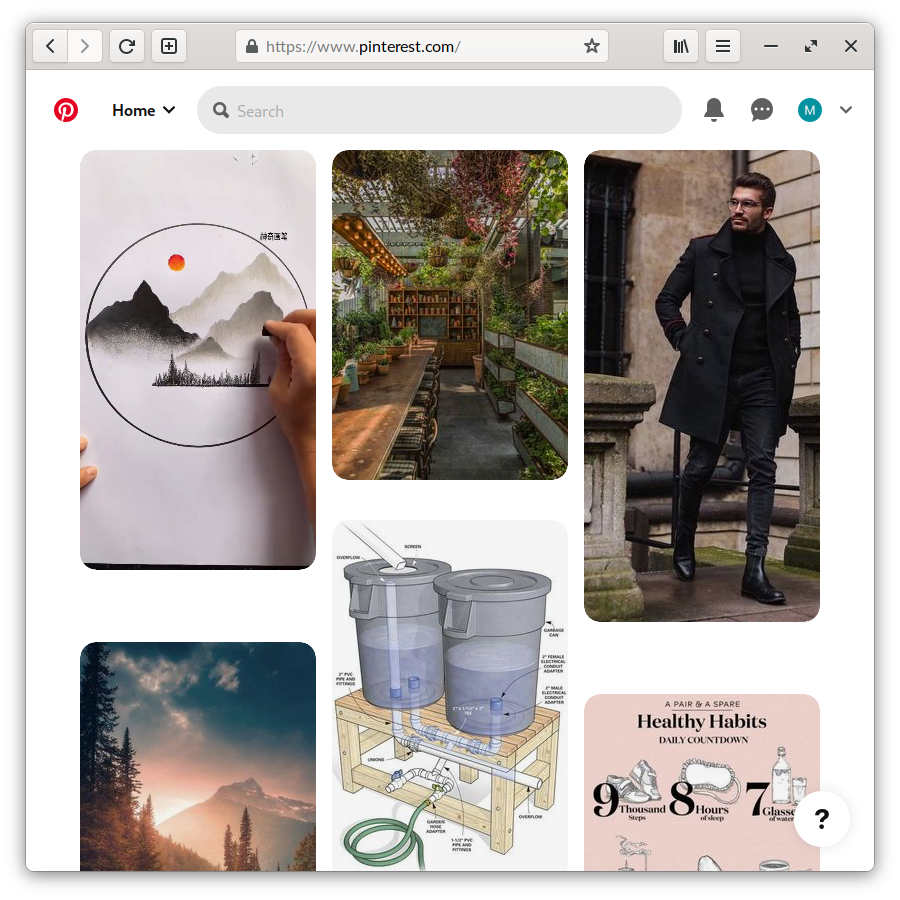 https://www.pinterest.com/
Home
Search
M
神奇画笔
SCREEN
OVERFLOW
GARBAGE
CAN
2" FEMALE
ELECTRICAL
CONDUIT
ADAPTER
2" PVC
PIPE AND
FITTINGS
2" MALE
ELECTRICAL
CONDUIT
ADAPTER
2" x 1-1/2" x 2"
TEE
UNIONS
GARDEN
HOSE
ADAPTER
OVERFLOW
1-1/2" PVC
PIPE AND
FITTINGS
A PAIR & A SPARE
Healthy Habits
DAILY COUNTDOWN
9 Thousand
Steps
8 Hours
of sleep
7 Glasses
of water
?